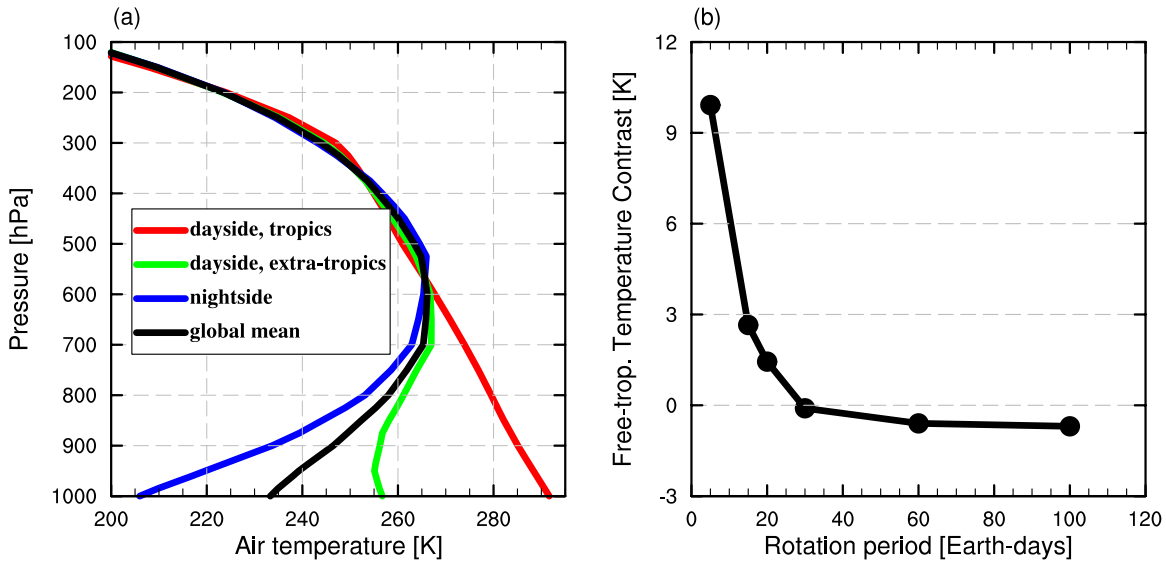 (a)
100
200
300
400
500
600
700
800
900
1000
Pressure [hPa]
dayside, tropics
dayside, extra-tropics
nightside
global mean
200 220 240 260 280
Air temperature [K]
(b)
12
9
6
3
0
-3
Free-trop. Temperature Contrast [K]
0 20 40 60 80 100 120
Rotation period [Earth-days]